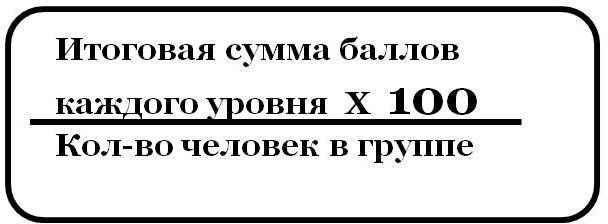 Итоговая сумма баллов
каждого уровня X 100
Кол-во человек в группе